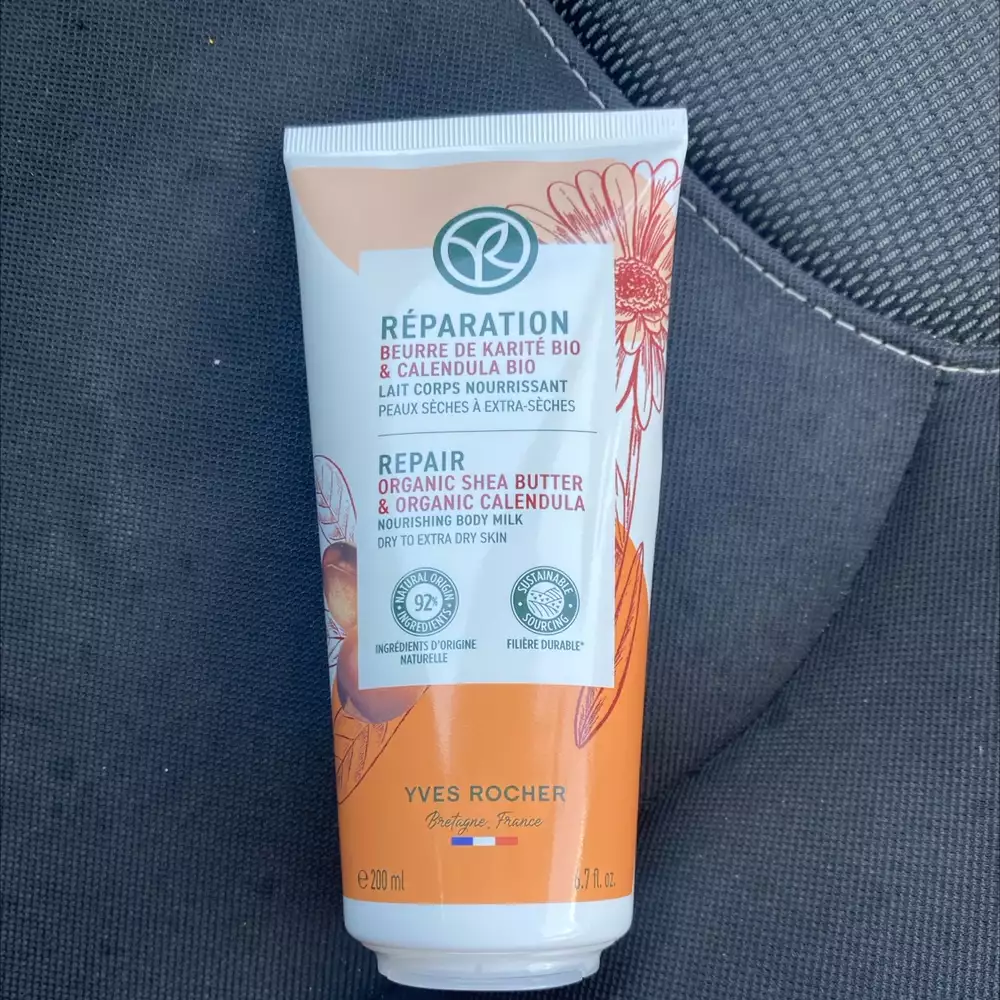 RÉPARATION
BEURRE DE KARITÉ BIO
& CALENDULA BIO
LAIT CORPS NOURRISSANT
PEAUX SÈCHES À EXTRA-SÈCHES
REPAIR
ORGANIC SHEA BUTTER
& ORGANIC CALENDULA
NOURISHING BODY MILK
DRY TO EXTRA DRY SKIN
NATURAL ORIGIN
92%
INGREDIENTS
INGRÉDIENTS D'ORIGINE
NATURELLE
SUSTAINABLE
SOURCING
FILIÈRE DURABLE*
YVES ROCHER
Bretagne, France
℮ 200 ml
6.7 fl. oz.